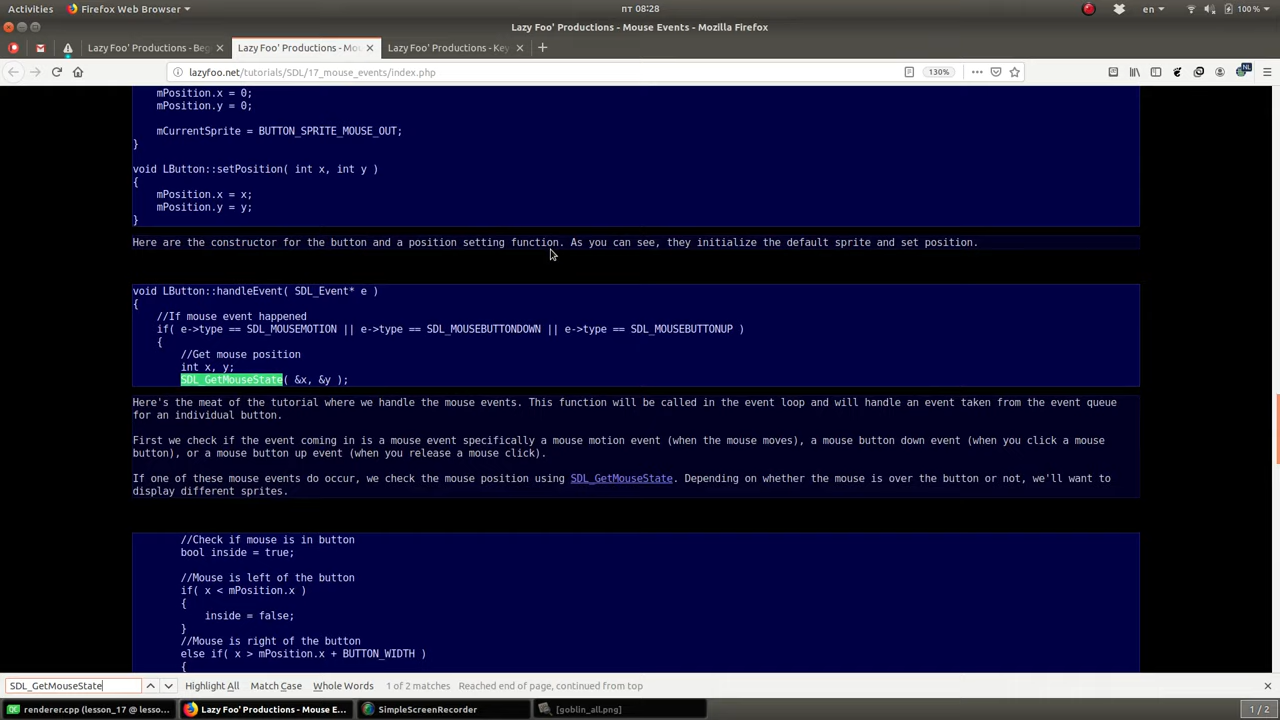 Activities Firefox Web Browser пт 08:28 en 100 %
Lazy Foo' Productions - Mouse Events - Mozilla Firefox
Lazy Foo' Productions - Beg Lazy Foo' Productions - Mou Lazy Foo' Productions - Key
lazyfoo.net/tutorials/SDL/17_mouse_events/index.php 130% NL
mPosition.x = 0;
mPosition.y = 0;
mCurrentSprite = BUTTON_SPRITE_MOUSE_OUT;
}
void LButton::setPosition( int x, int y )
{
mPosition.x = x;
mPosition.y = y;
}
Here are the constructor for the button and a position setting function. As you can see, they initialize the default sprite and set position.
void LButton::handleEvent( SDL_Event* e )
{
//If mouse event happened
if( e->type == SDL_MOUSEMOTION || e->type == SDL_MOUSEBUTTONDOWN || e->type == SDL_MOUSEBUTTONUP )
{
//Get mouse position
int x, y;
SDL_GetMouseState( &x, &y );
Here's the meat of the tutorial where we handle the mouse events. This function will be called in the event loop and will handle an event taken from the event queue
for an individual button.
First we check if the event coming in is a mouse event specifically a mouse motion event (when the mouse moves), a mouse button down event (when you click a mouse
button), or a mouse button up event (when you release a mouse click).
If one of these mouse events do occur, we check the mouse position using SDL_GetMouseState. Depending on whether the mouse is over the button or not, we'll want to
display different sprites.
//Check if mouse is in button
bool inside = true;
//Mouse is left of the button
if( x < mPosition.x )
{
inside = false;
}
//Mouse is right of the button
else if( x > mPosition.x + BUTTON_WIDTH )
{
SDL_GetMouseState Highlight All Match Case Whole Words 1 of 2 matches Reached end of page, continued from top
renderer.cpp (lesson_17 @ lesso... Lazy Foo' Productions - Mouse E... SimpleScreenRecorder [goblin_all.png] 1 / 2